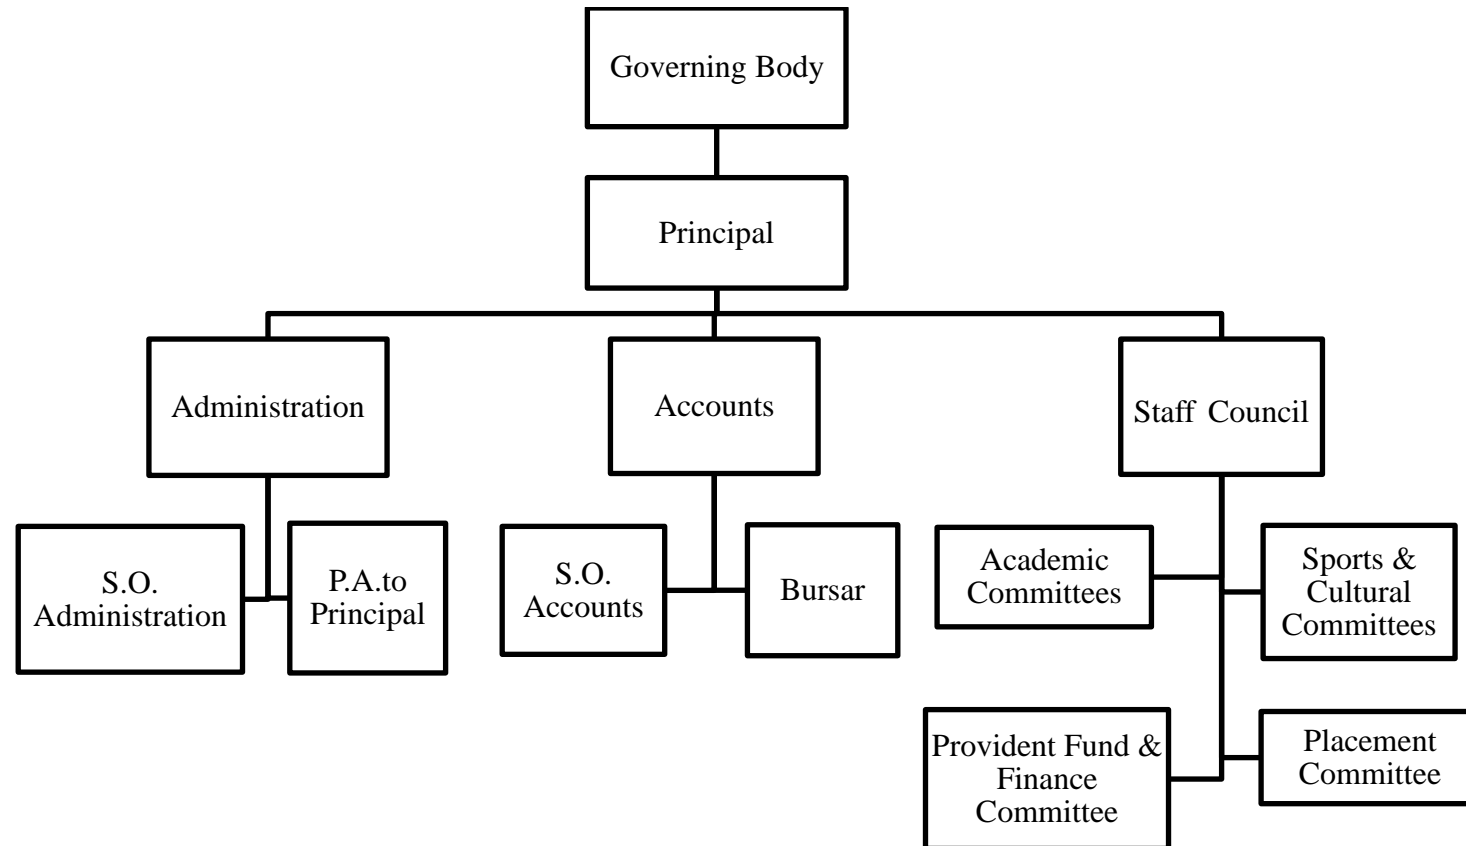 Governing Body
Principal
Administration
Accounts
Staff Council
S.O.
Administration
P.A.to
Principal
S.O.
Accounts
Bursar
Academic
Committees
Sports &
Cultural
Committees
Provident Fund &
Finance
Committee
Placement
Committee